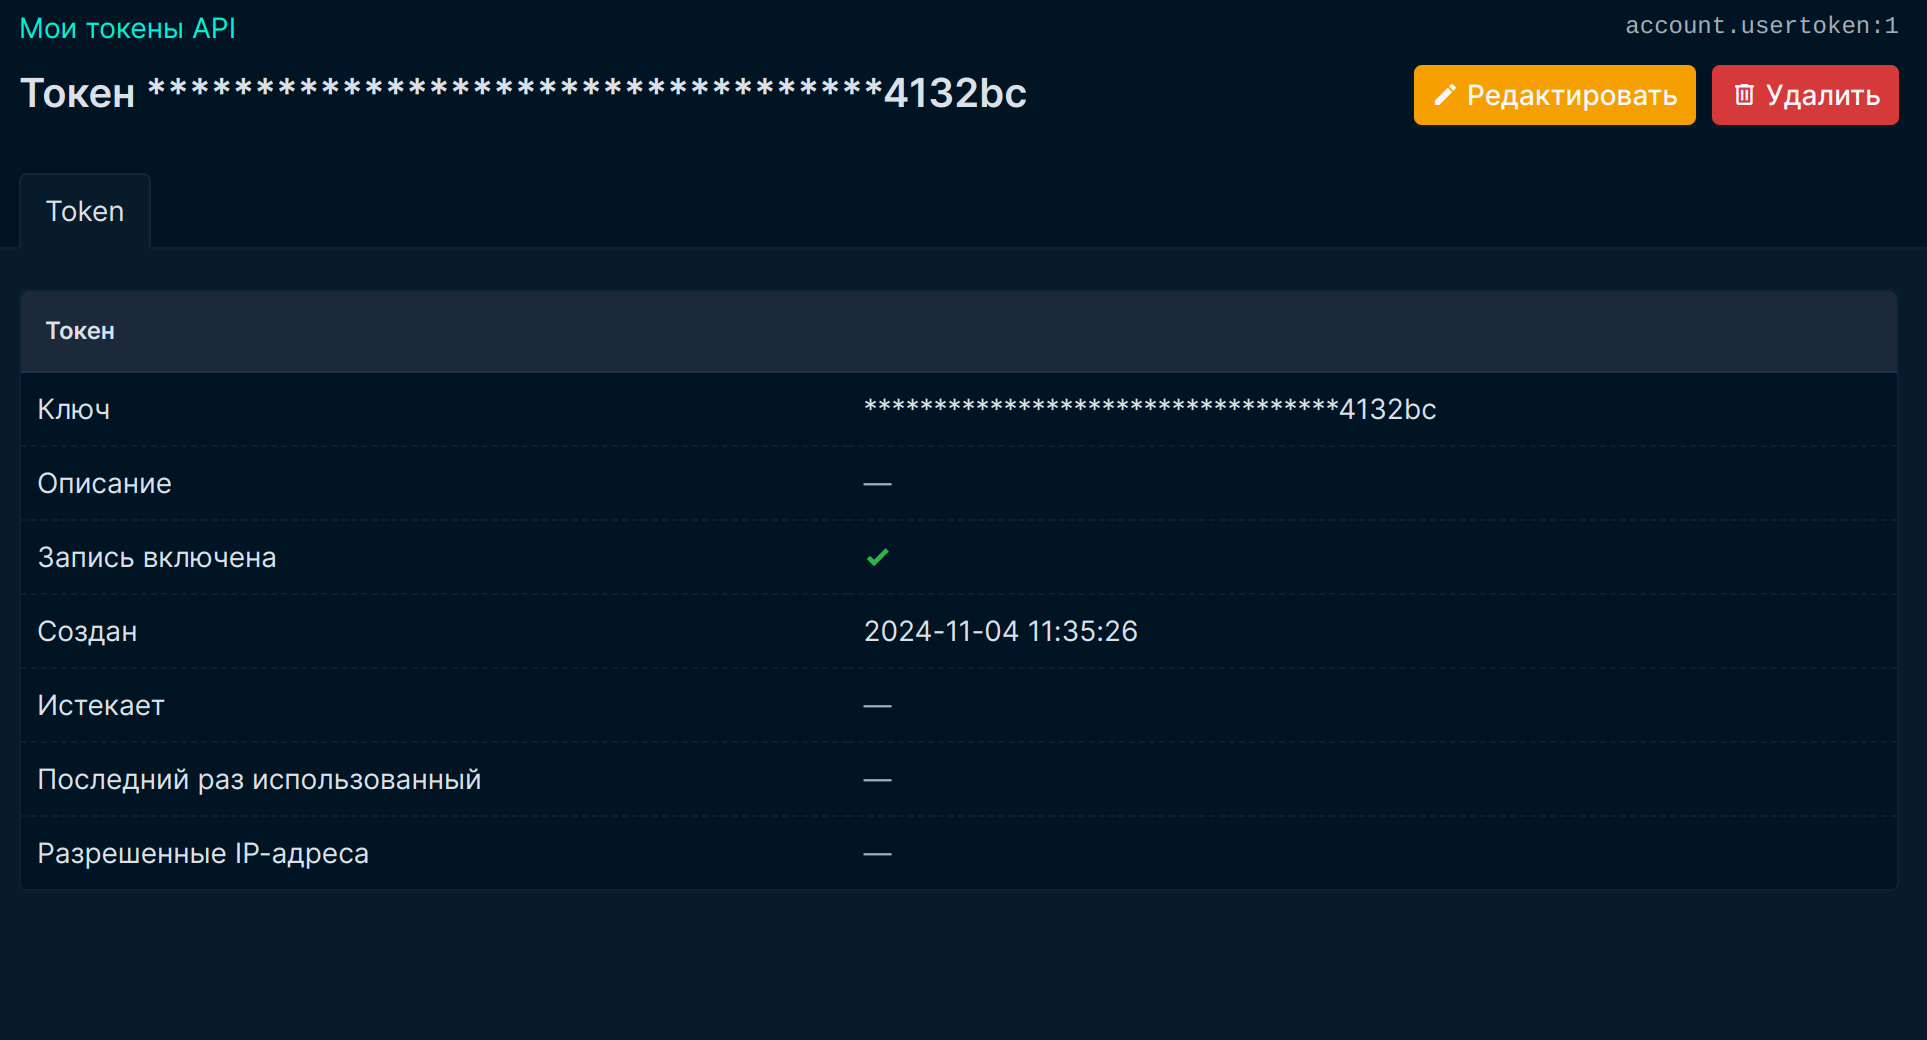 Мои токены API
account.usertoken:1
Токен **********************************4132bc
Редактировать
Удалить
Token
Токен
Ключ **********************************4132bc
Описание —
Запись включена
Создан 2024-11-04 11:35:26
Истекает —
Последний раз использованный —
Разрешенные IP-адреса —